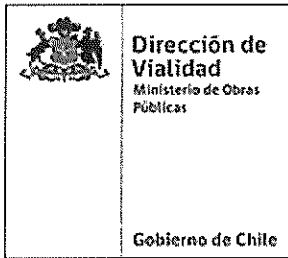 Dirección de
Vialidad
Ministerio de Obras
Públicas
Gobierno de Chile